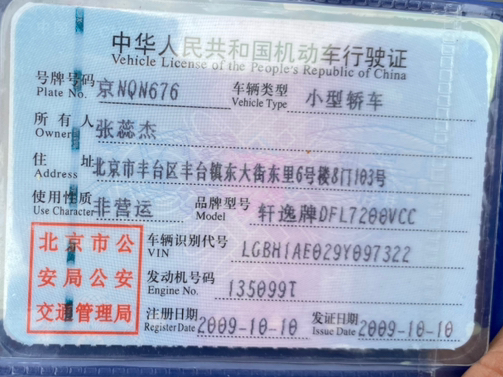 中华人民共和国机动车行驶证
Vehicle License of the People's Republic of China
号牌号码 京NQN676 车辆类型 小型轿车
Plate No. Vehicle Type
所有人 张蕊杰
Owner
住址 北京市丰台区丰台镇东大街东里6号楼8门103号
使用性质 非营运 品牌型号 轩逸牌DFL7200VCC
Use Character Model
北京市公安局公安交通管理局
车辆识别代号 LGBH1AE029Y097322
VIN
发动机号码 135099T
Engine No.
注册日期 2009-10-10 发证日期 2009-10-10
Register Date Issue Date